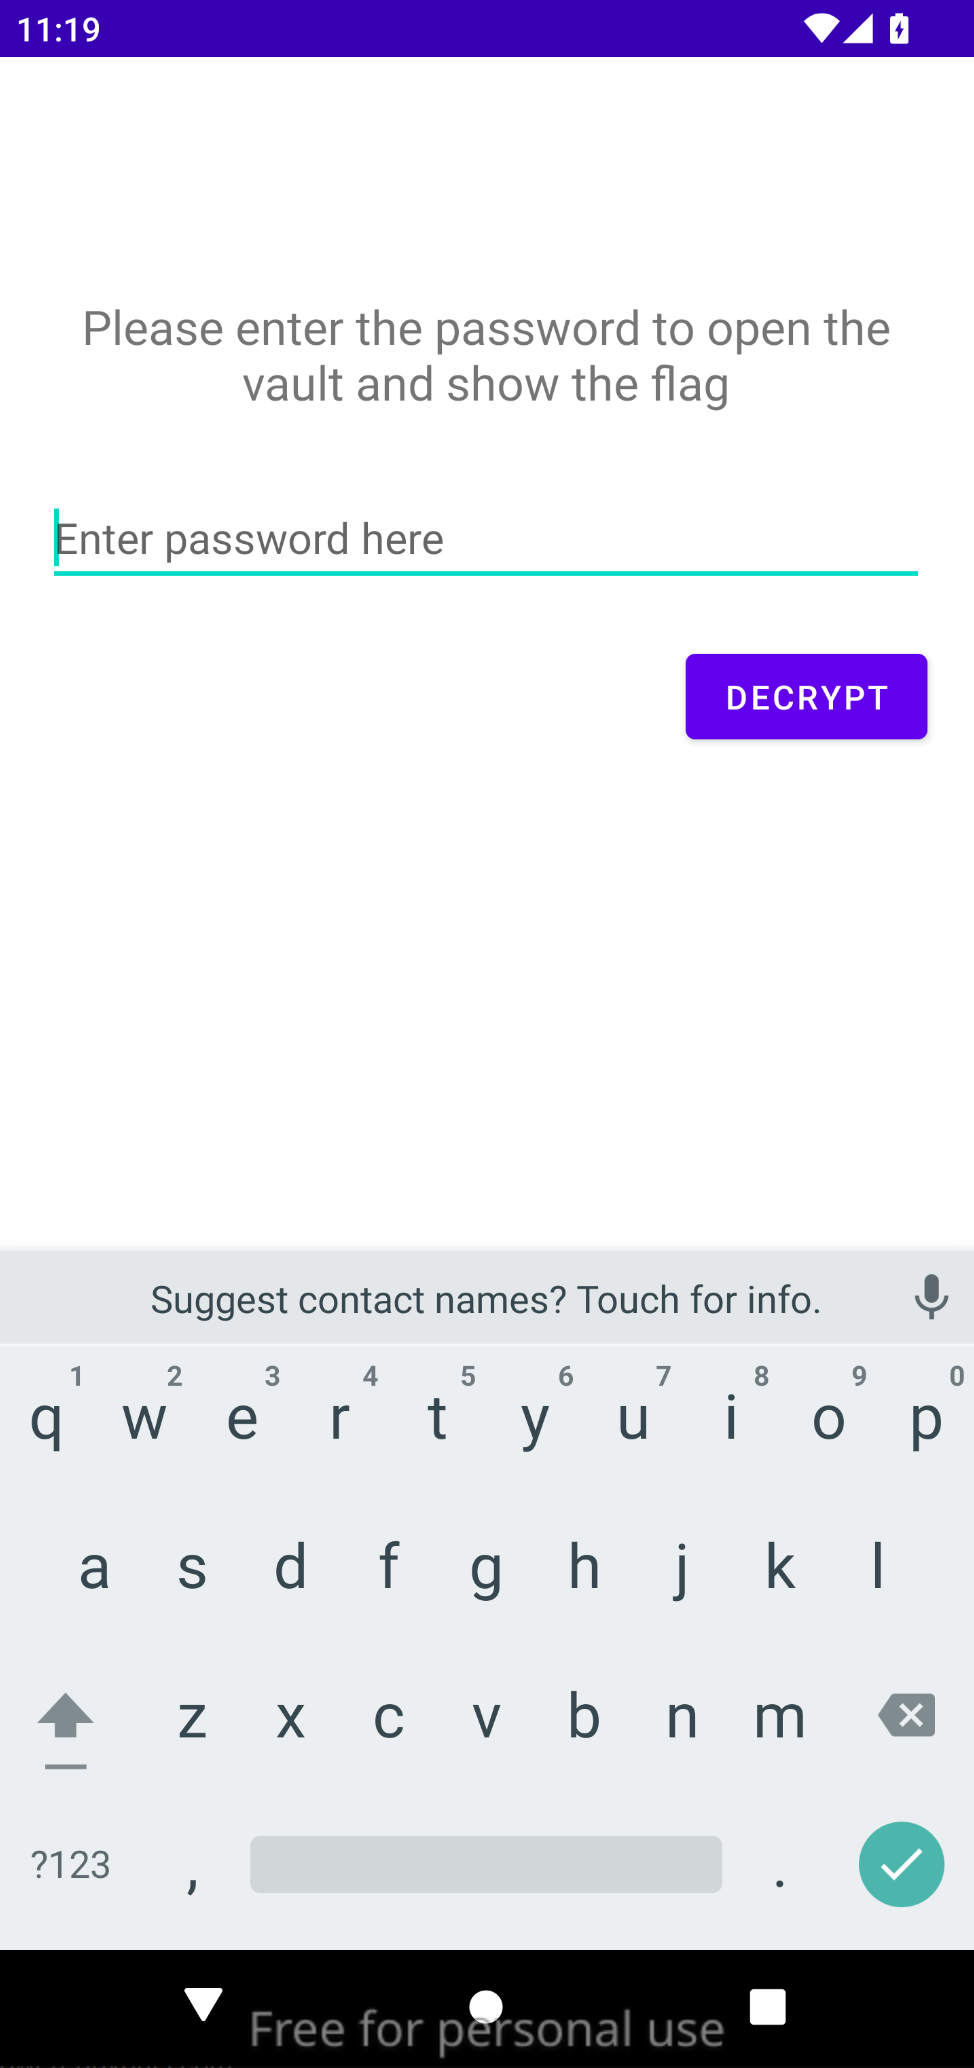 11:19
Please enter the password to open the
vault and show the flag
Enter password here
DECRYPT
Suggest contact names? Touch for info.
1 2 3 4 5 6 7 8 9 0
q w e r t y u i o p
a s d f g h j k l
z x c v b n m
?123 , .
Free for personal use